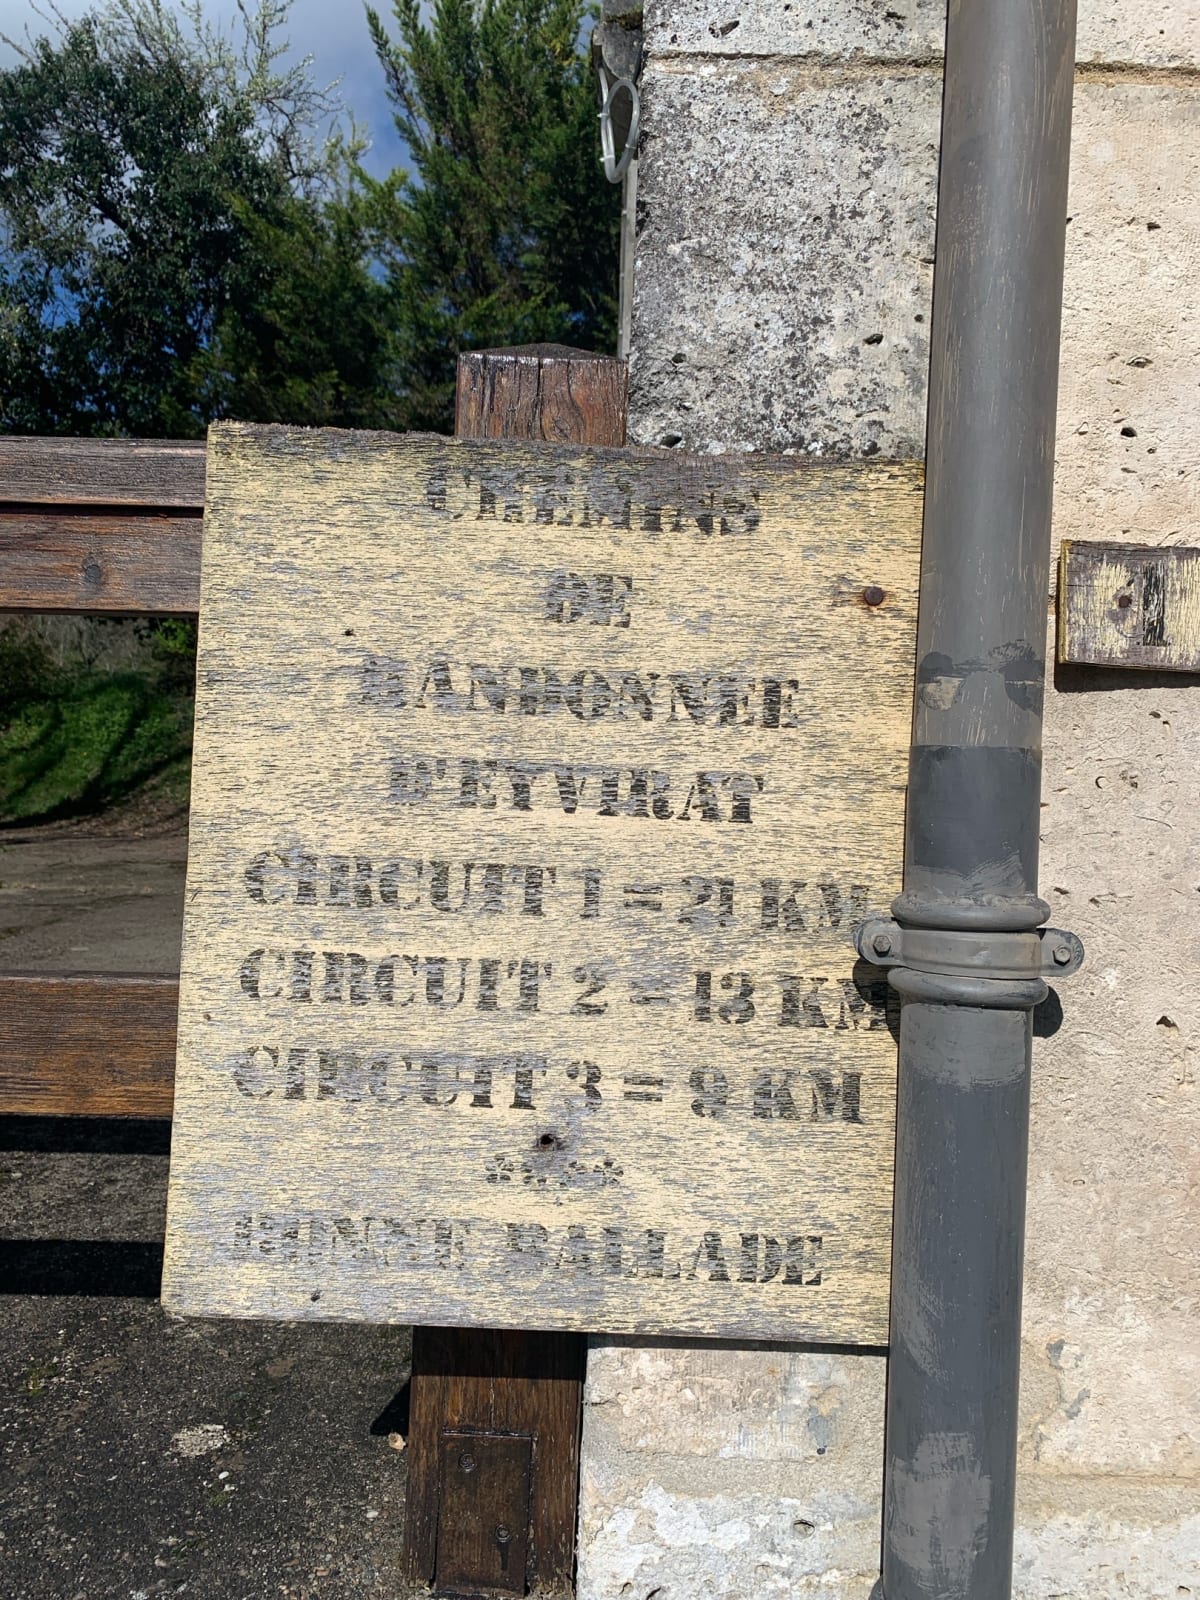 CHEMINS
DE
RANDONNEE
D'EYVIRAT
CIRCUIT 1 = 21 KM
CIRCUIT 2 = 13 KM
CIRCUIT 3 = 9 KM
****
BONNE BALLADE